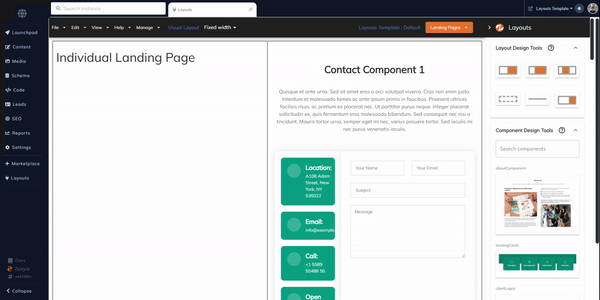 Search Instance
Layouts
Layouts Template
File
Edit
View
Help
Manage
Visual Layout
Fixed width
Layouts Template : Default
Landing Pages
Layouts
Launchpad
Content
Media
Schema
Code
Leads
SEO
Reports
Settings
Marketplace
Layouts
Docs
Collapse
Individual Landing Page
Contact Component 1
Quisque et ante urna. Sed sit amet eros a orci volutpat viverra. Cras non enim justo.
Interdum et malesuada fames ac ante ipsum primis in faucibus. Praesent ultrices
facilisis risus, ac pretium ex placerat nec. Ut porttitor purus neque. Integer placerat
sollicitudin ex, quis fermentum eros malesuada bibendum. Sed consequat nec nisi a
tincidunt. Mauris tortor urna, semper eget mi nec, varius posuere tortor. Sed iaculis mi
nec purus venenatis iaculis.
Location:
A108 Adam
Street, New
York, NY
535022
Email:
info@example
Call:
+1 5589
55488 55
Open
Your Name
Your Email
Subject
Message
Layout Design Tools
Component Design Tools
Search components
aboutComponent
landingCards
clientLogos